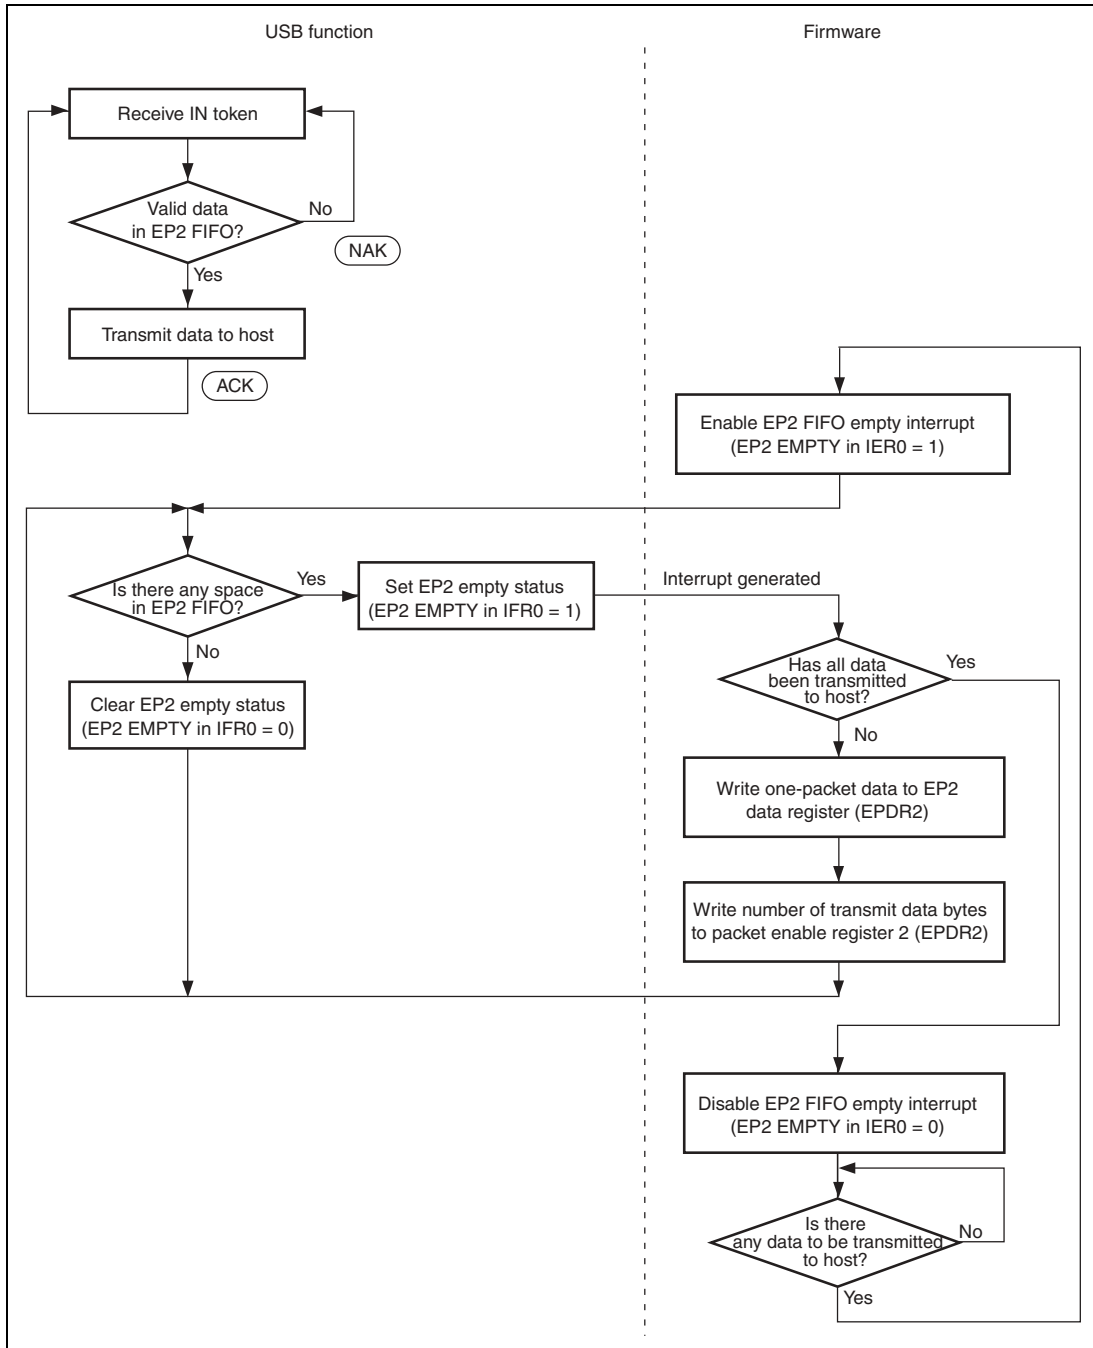 USB function
Firmware
Receive IN token
Valid data
in EP2 FIFO?
No
NAK
Yes
Transmit data to host
ACK
Enable EP2 FIFO empty interrupt
(EP2 EMPTY in IER0 = 1)
Is there any space
in EP2 FIFO?
Yes
Set EP2 empty status
(EP2 EMPTY in IFR0 = 1)
Interrupt generated
No
Clear EP2 empty status
(EP2 EMPTY in IFR0 = 0)
Has all data
been transmitted
to host?
Yes
No
Write one-packet data to EP2
data register (EPDR2)
Write number of transmit data bytes
to packet enable register 2 (EPDR2)
Disable EP2 FIFO empty interrupt
(EP2 EMPTY in IER0 = 0)
Is there
any data to be transmitted
to host?
No
Yes